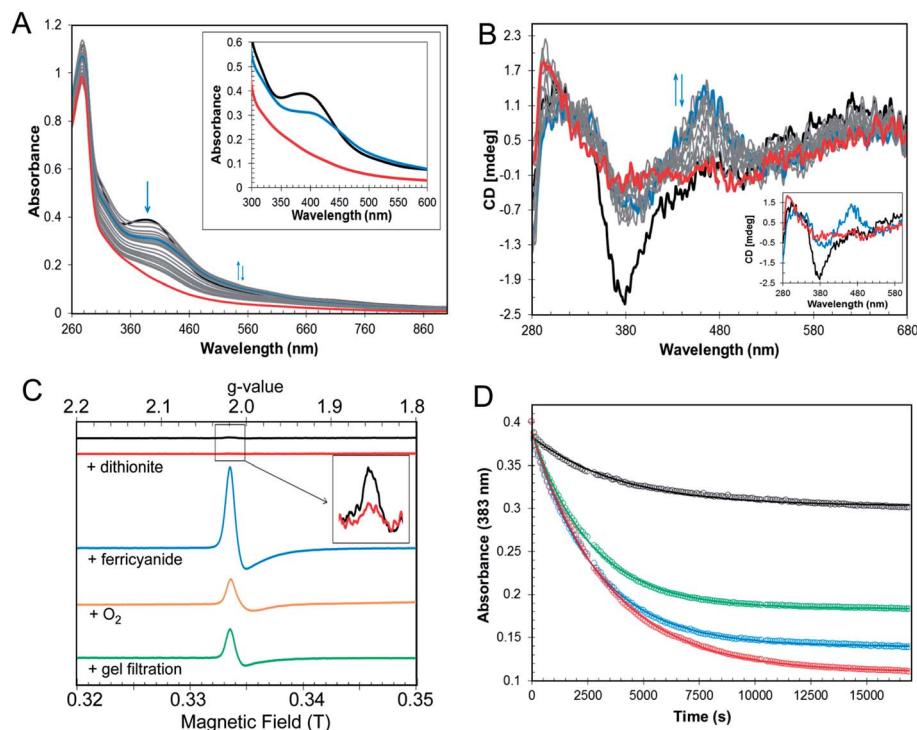 A
Absorbance
1.2
1
0.8
0.6
0.4
0.2
0
260 360 460 560 660 760 860
Wavelength (nm)
Absorbance
0.6
0.5
0.4
0.3
0.2
0.1
0
300 350 400 450 500 550 600
Wavelength (nm)
B
CD [mdeg]
2.3
1.7
1.1
0.5
-0.1
-0.7
-1.3
-1.9
-2.5
280 380 480 580 680
Wavelength (nm)
CD [mdeg]
1.5
0.5
-0.5
-1.5
-2.5
280 380 480 580
Wavelength (nm)
C
g-value
2.2 2.1 2.0 1.9 1.8
+ dithionite
+ ferricyanide
+ O2
+ gel filtration
0.32 0.33 0.34 0.35
Magnetic Field (T)
D
Absorbance (383 nm)
0.4
0.35
0.3
0.25
0.2
0.15
0.1
0 2500 5000 7500 10000 12500 15000
Time (s)